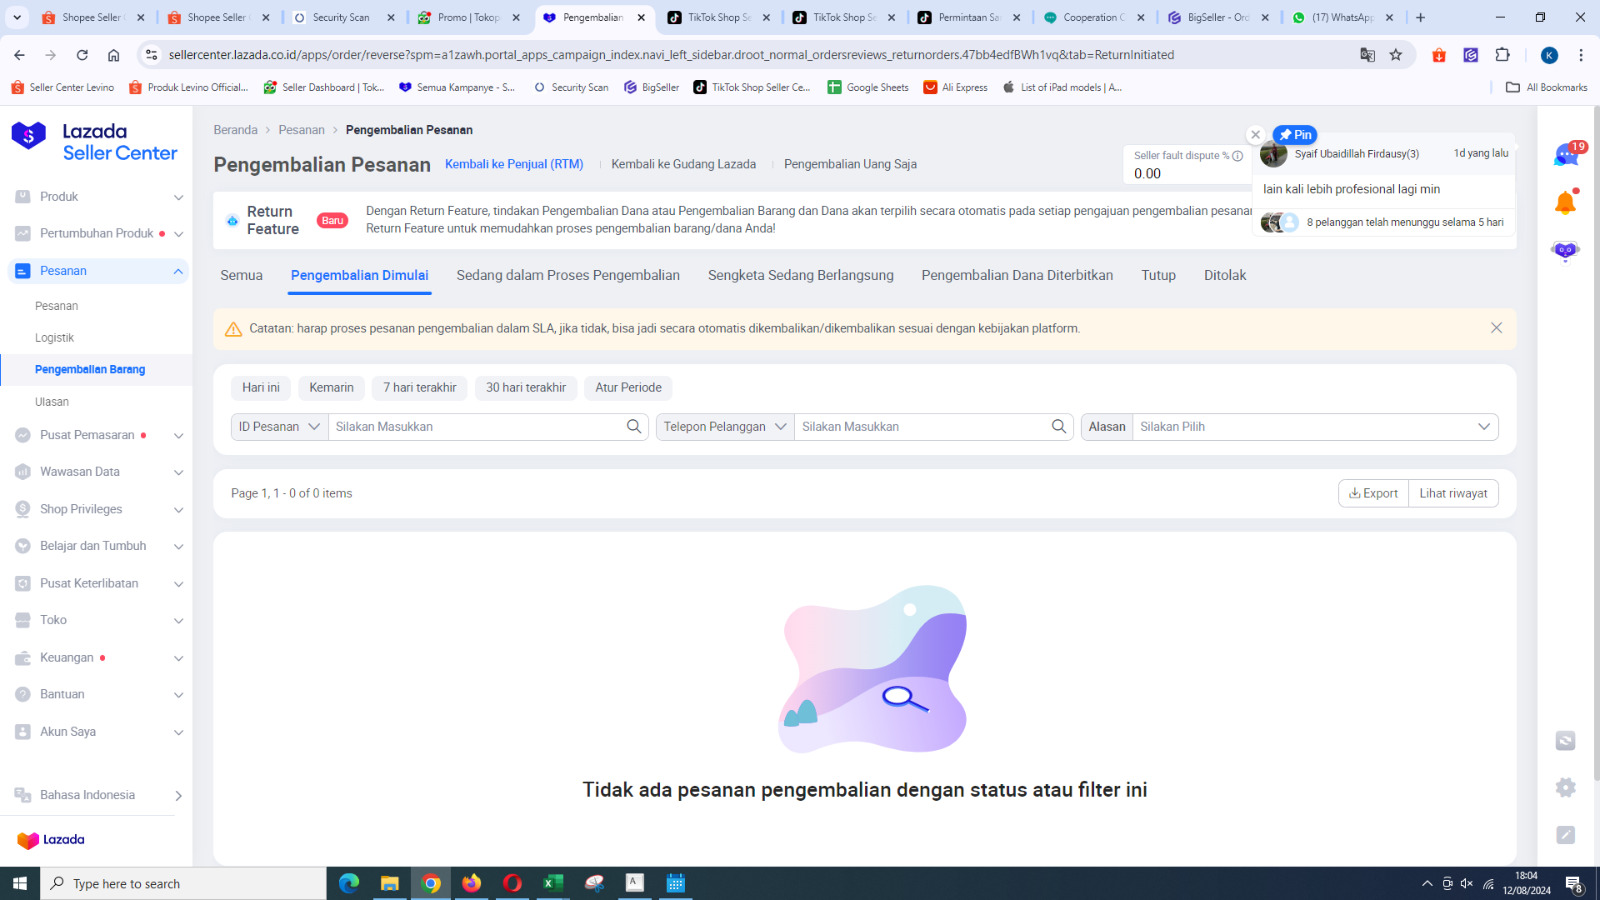 Shopee Seller
Shopee Seller
Security Scan
Promo | Tokop
Pengembalian
TikTok Shop Se
TikTok Shop Se
Permintaan Sa
Cooperation C
BigSeller - Ord
(17) WhatsApp
sellercenter.lazada.co.id/apps/order/reverse?spm=a1zawh.portal_apps_campaign_index.navi_left_sidebar.droot_normal_ordersreviews_returnorders.47bb4edfBWh1vq&tab=ReturnInitiated
K
Seller Center Levino
Produk Levino Official...
Seller Dashboard | Tok...
Semua Kampanye - S...
Security Scan
BigSeller
TikTok Shop Seller Ce...
Google Sheets
Ali Express
List of iPad models | A...
All Bookmarks
Lazada
Seller Center
Produk
Pertumbuhan Produk
Pesanan
Pesanan
Logistik
Pengembalian Barang
Ulasan
Pusat Pemasaran
Wawasan Data
Shop Privileges
Belajar dan Tumbuh
Pusat Keterlibatan
Toko
Keuangan
Bantuan
Akun Saya
Bahasa Indonesia
Lazada
Beranda > Pesanan > Pengembalian Pesanan
Pengembalian Pesanan
Kembali ke Penjual (RTM)
Kembali ke Gudang Lazada
Pengembalian Uang Saja
Seller fault dispute %
0.00
Pin
Syaif Ubaidillah Firdausy(3)
1d yang lalu
lain kali lebih profesional lagi min
8 pelanggan telah menunggu selama 5 hari
19
Return
Feature
Baru
Dengan Return Feature, tindakan Pengembalian Dana atau Pengembalian Barang dan Dana akan terpilih secara otomatis pada setiap pengajuan pengembalian pesanan
Return Feature untuk memudahkan proses pengembalian barang/dana Anda!
Semua
Pengembalian Dimulai
Sedang dalam Proses Pengembalian
Sengketa Sedang Berlangsung
Pengembalian Dana Diterbitkan
Tutup
Ditolak
Catatan: harap proses pesanan pengembalian dalam SLA, jika tidak, bisa jadi secara otomatis dikembalikan/dikembalikan sesuai dengan kebijakan platform.
Hari ini
Kemarin
7 hari terakhir
30 hari terakhir
Atur Periode
ID Pesanan
Silakan Masukkan
Telepon Pelanggan
Silakan Masukkan
Alasan
Silakan Pilih
Page 1, 1 - 0 of 0 items
Export
Lihat riwayat
Tidak ada pesanan pengembalian dengan status atau filter ini
Type here to search
18:04
12/08/2024
8